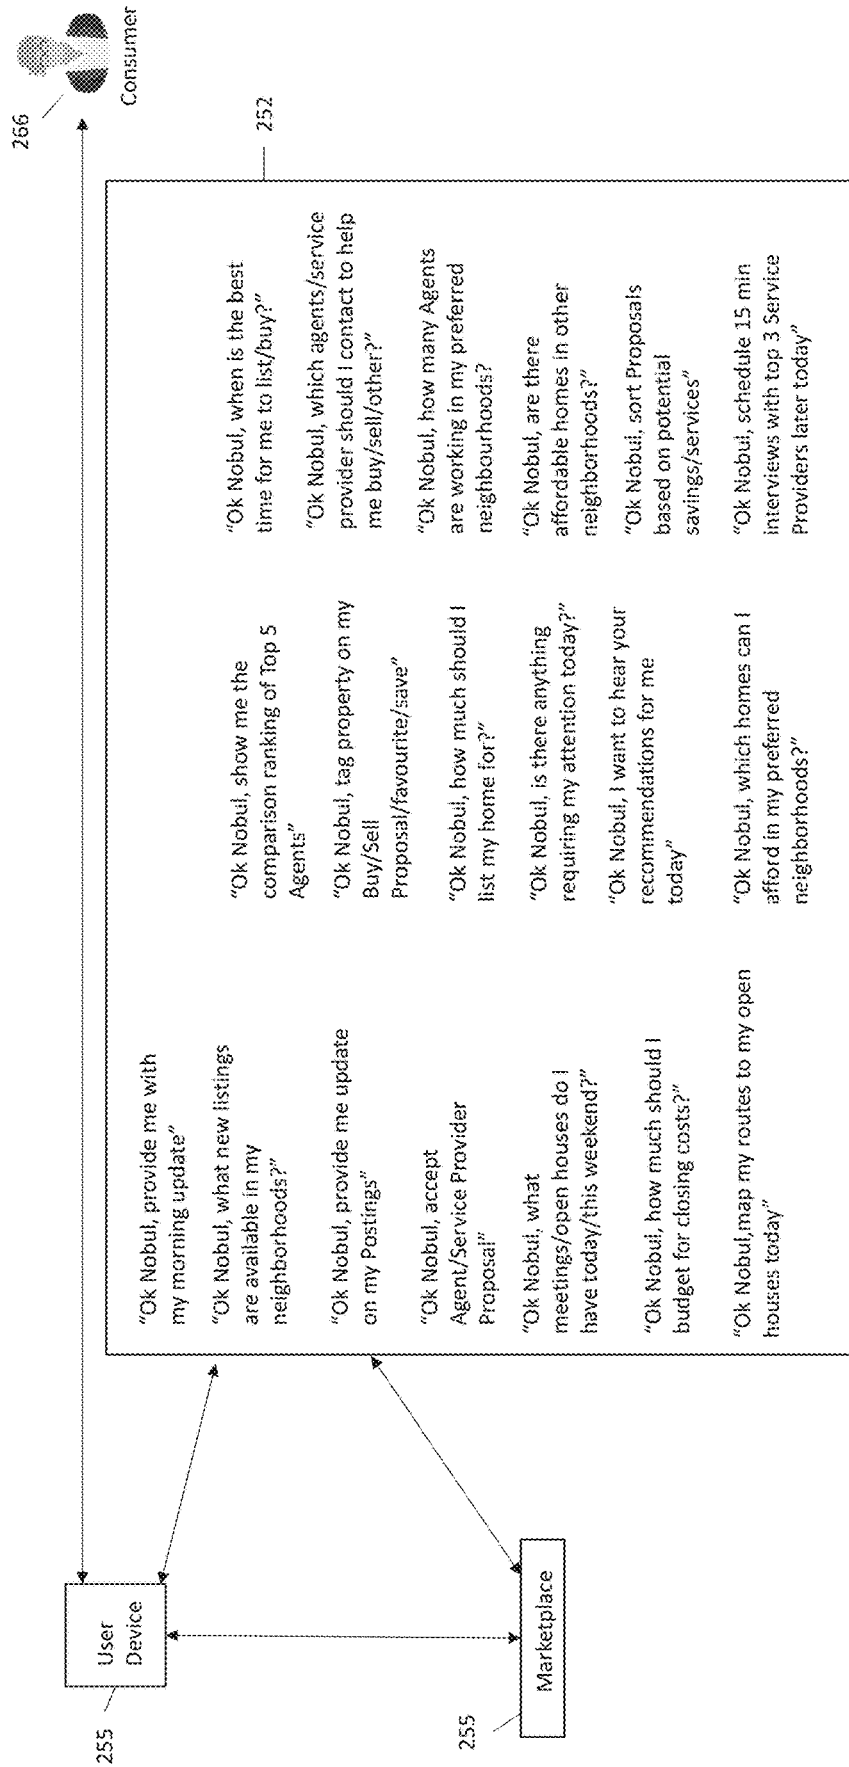 266
Consumer
252
User
Device
255
Marketplace
255
"Ok Nobul, provide me with
my morning update"
"Ok Nobul, what new listings
are available in my
neighborhoods?"
"Ok Nobul, provide me update
on my Postings"
"Ok Nobul, accept
Agent/Service Provider
Proposal"
"Ok Nobul, what
meetings/open houses do I
have today/this weekend?"
"Ok Nobul, how much should I
budget for closing costs?"
"Ok Nobul,map my routes to my open
houses today"
"Ok Nobul, show me the
comparison ranking of Top 5
Agents"
"Ok Nobul, tag property on my
Buy/Sell
Proposal/favourite/save"
"Ok Nobul, how much should I
list my home for?"
"Ok Nobul, is there anything
requiring my attention today?"
"Ok Nobul, I want to hear your
recommendations for me
today"
"Ok Nobul, which homes can I
afford in my preferred
neighborhoods?"
"Ok Nobul, when is the best
time for me to list/buy?"
"Ok Nobul, which agents/service
provider should I contact to help
me buy/sell/other?"
"Ok Nobul, how many Agents
are working in my preferred
neighbourhoods?
"Ok Nobul, are there
affordable homes in other
neighborhoods?"
"Ok Nobul, sort Proposals
based on potential
savings/services"
"Ok Nobul, schedule 15 min
interviews with top 3 Service
Providers later today"